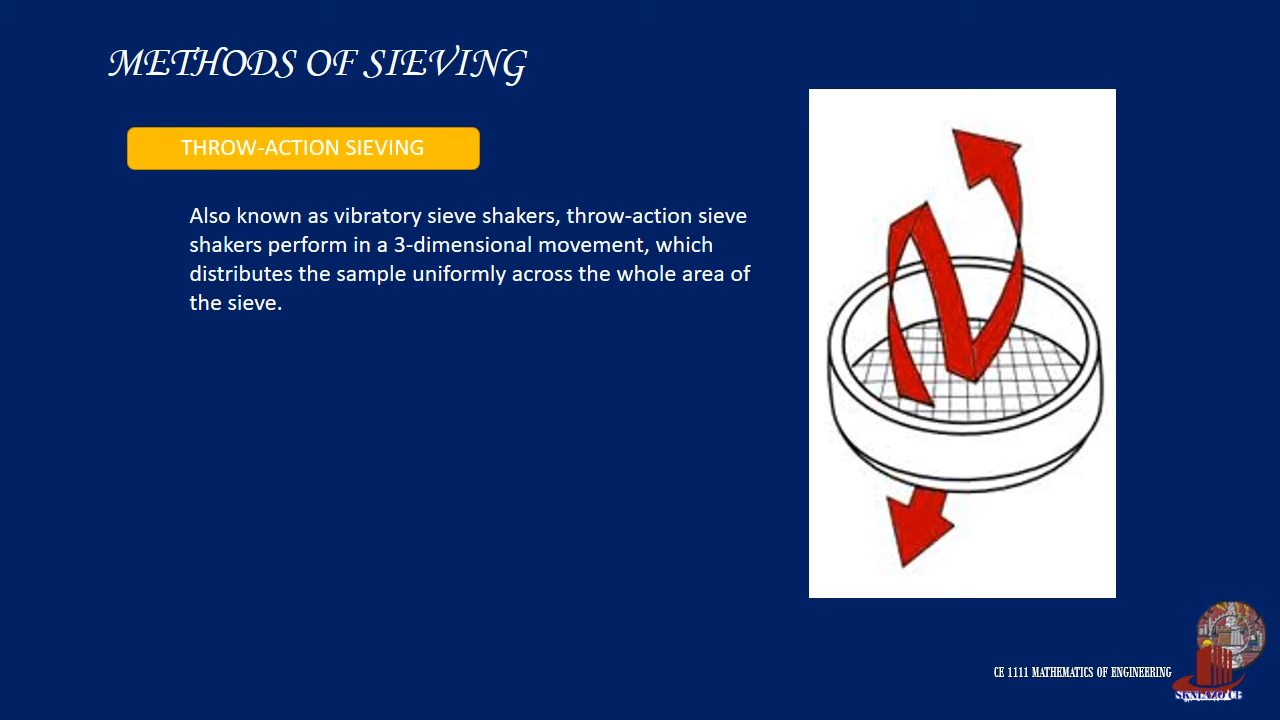 METHODS OF SIEVING
THROW-ACTION SIEVING
Also known as vibratory sieve shakers, throw-action sieve
shakers perform in a 3-dimensional movement, which
distributes the sample uniformly across the whole area of
the sieve.
CE 1111 MATHEMATICS OF ENGINEERING